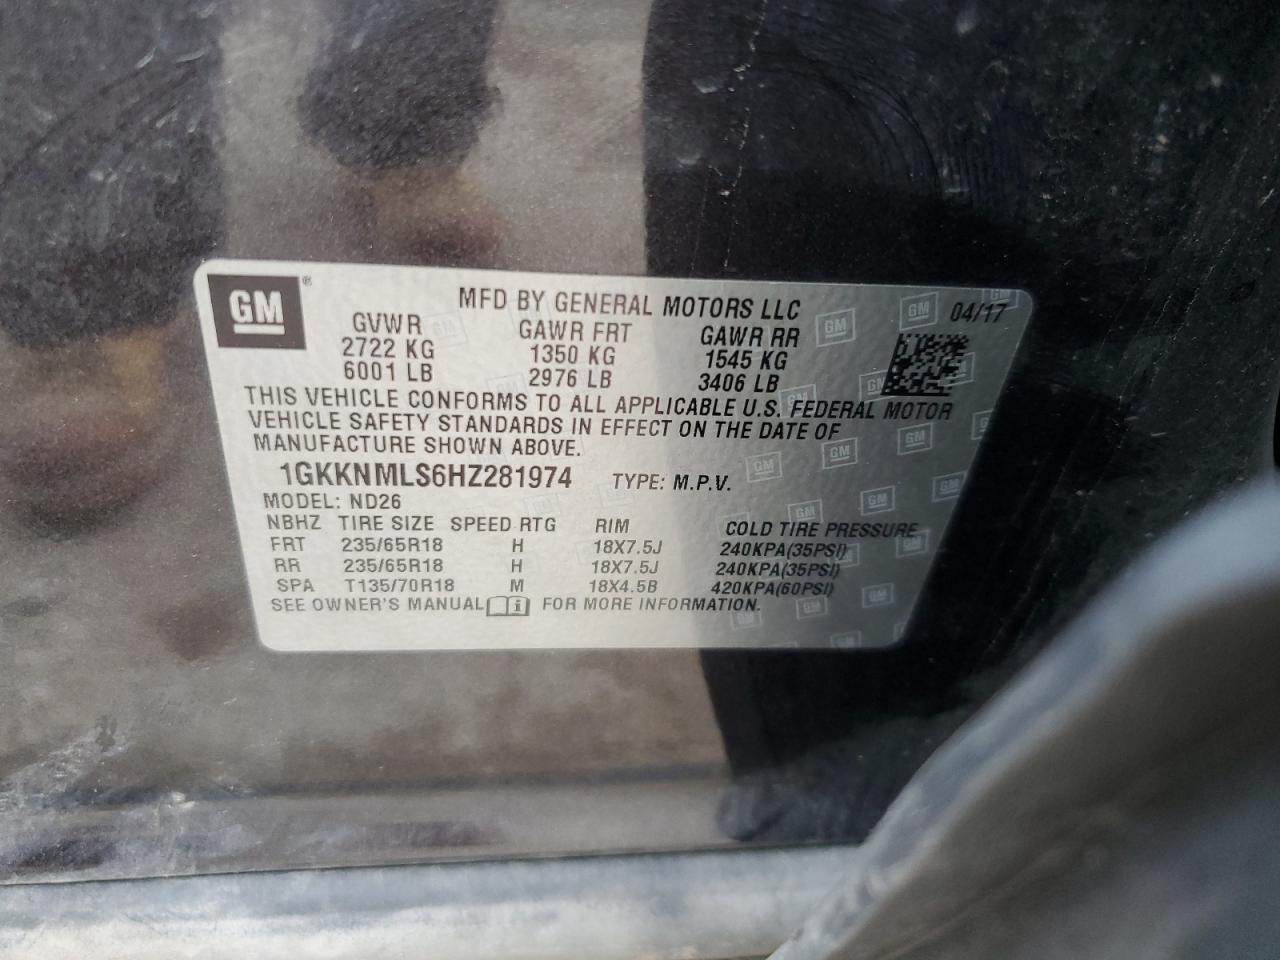 GM ®
MFD BY GENERAL MOTORS LLC 04/17
GVWR GAWR FRT GAWR RR
2722 KG 1350 KG 1545 KG
6001 LB 2976 LB 3406 LB
THIS VEHICLE CONFORMS TO ALL APPLICABLE U.S. FEDERAL MOTOR
VEHICLE SAFETY STANDARDS IN EFFECT ON THE DATE OF
MANUFACTURE SHOWN ABOVE.
1GKKNMLS6HZ281974 TYPE: M.P.V.
MODEL: ND26
NBHZ TIRE SIZE SPEED RTG RIM COLD TIRE PRESSURE
FRT 235/65R18 H 18X7.5J 240KPA(35PSI)
RR 235/65R18 H 18X7.5J 240KPA(35PSI)
SPA T135/70R18 M 18X4.5B 420KPA(60PSI)
SEE OWNER'S MANUAL i FOR MORE INFORMATION.